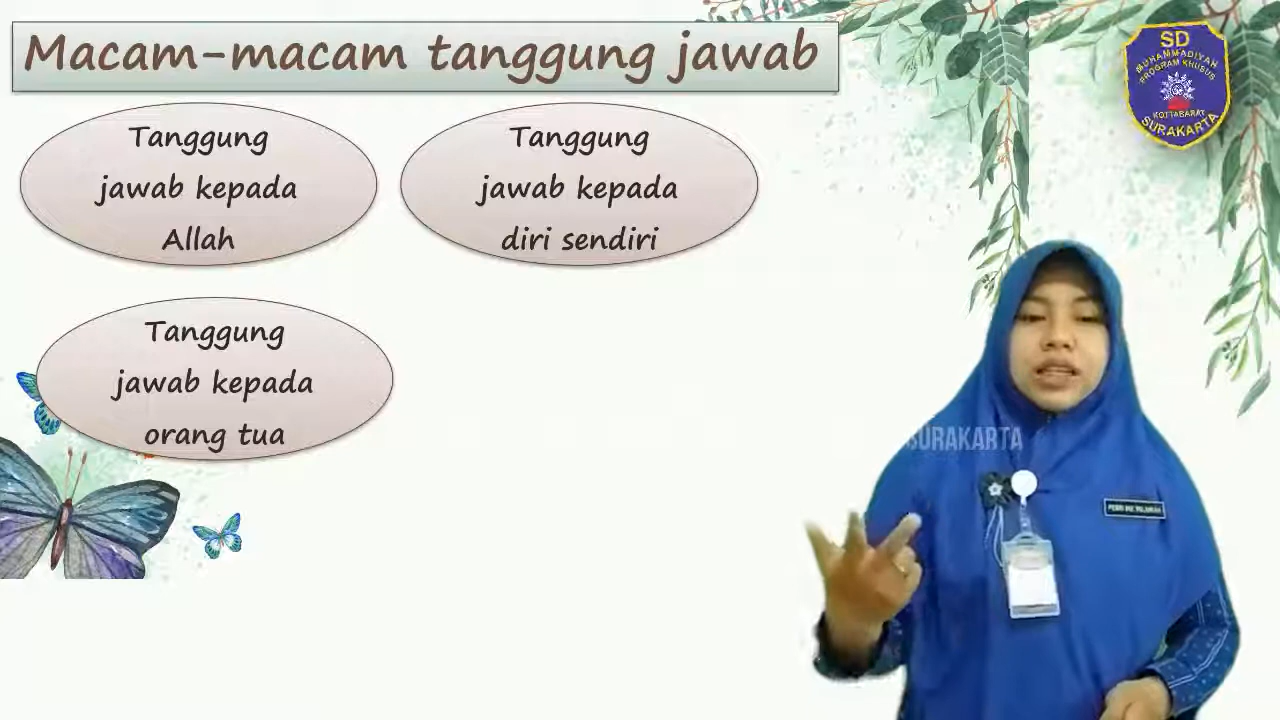 Macam-macam tanggung jawab
SD
MUHAMMADIYAH
PROGRAM KHUSUS
KOTTABARAT
SURAKARTA
Tanggung
jawab kepada
Allah
Tanggung
jawab kepada
diri sendiri
Tanggung
jawab kepada
orang tua
SURAKARTA